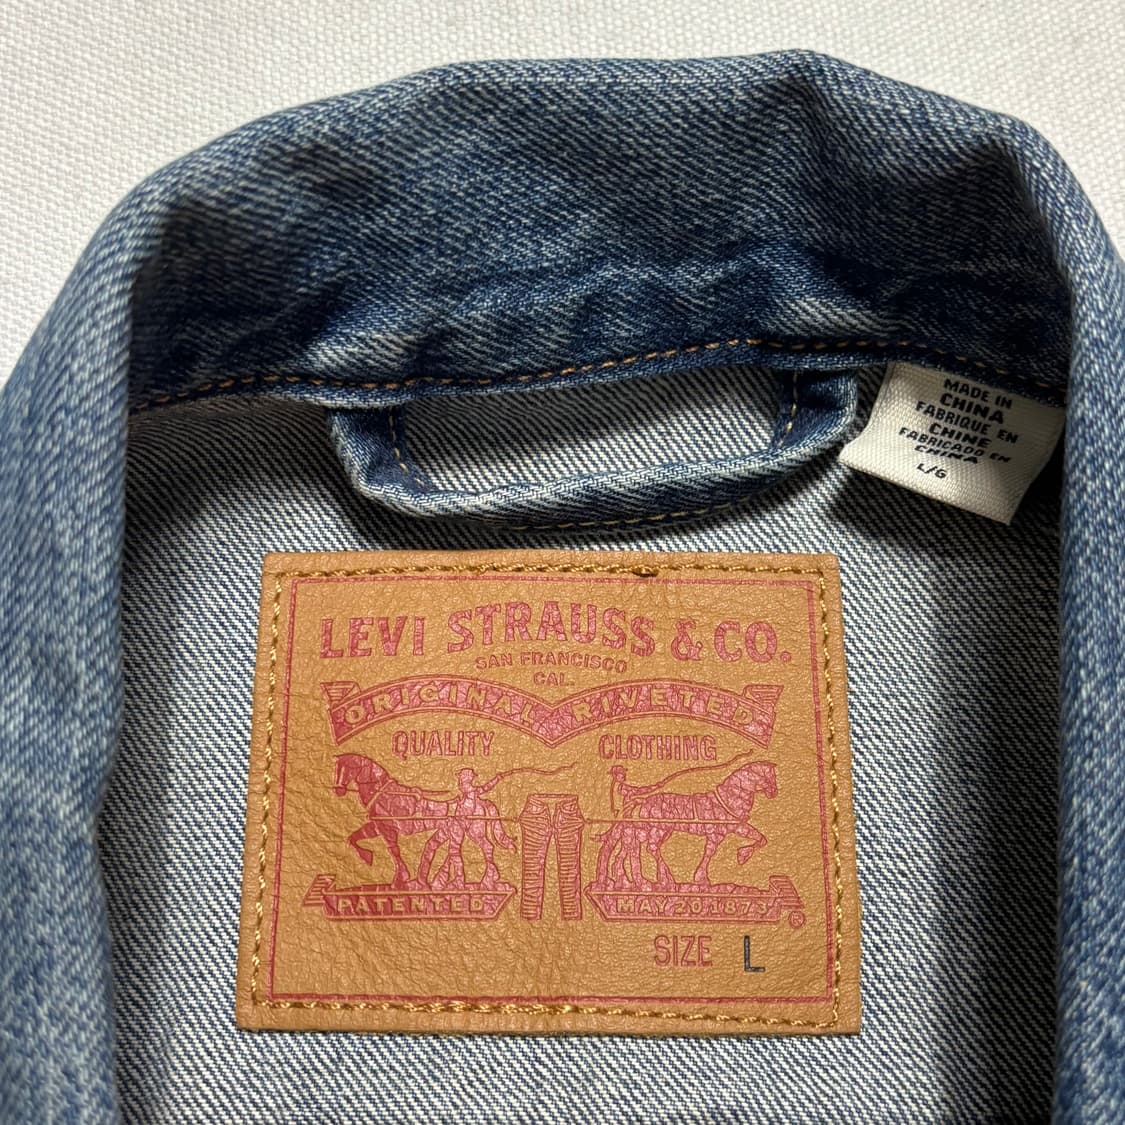 MADE IN
CHINA
FABRIQUE EN
CHINE
FABRICADO EN
CHINA
L/G
LEVI STRAUSS & CO.
SAN FRANCISCO
CAL.
ORIGINAL RIVETED
QUALITY CLOTHING
PATENTED MAY 20 1873 ®
SIZE L